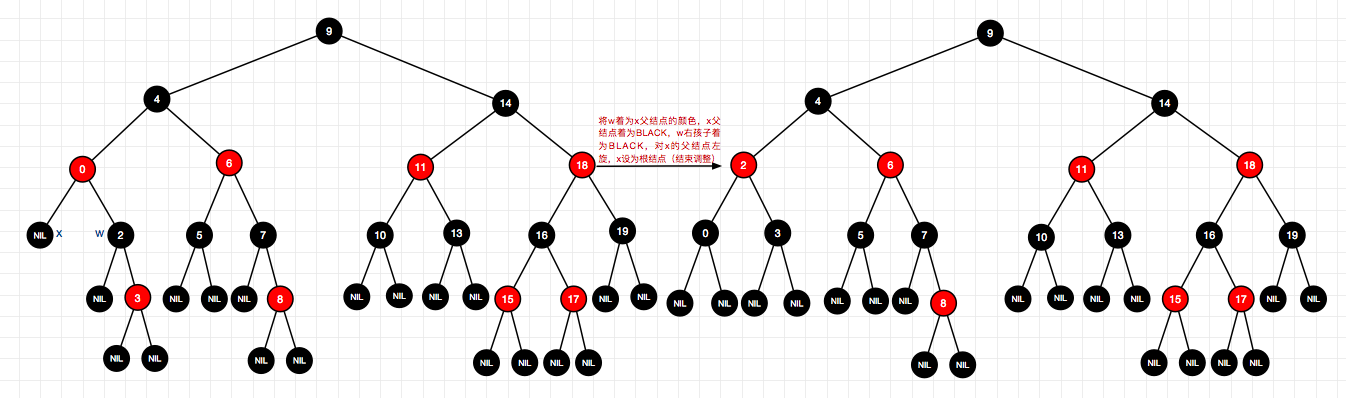 9
9
4
14
将w着为x父结点的颜色，x父
结点着为BLACK，w右孩子着
为BLACK，对x的父结点左
旋，x设为根结点（结束调整）
4
14
0
6
11
18
2
6
11
18
NIL X W 2 5 7 10 13 16 19
0 3 5 7 10 13 16 19
NIL 3 NIL NIL NIL 8 NIL NIL NIL NIL 15 17 NIL NIL
NIL NIL NIL NIL NIL NIL NIL 8 NIL NIL NIL NIL 15 17 NIL NIL
NIL NIL NIL NIL NIL NIL NIL NIL
NIL NIL NIL NIL NIL NIL